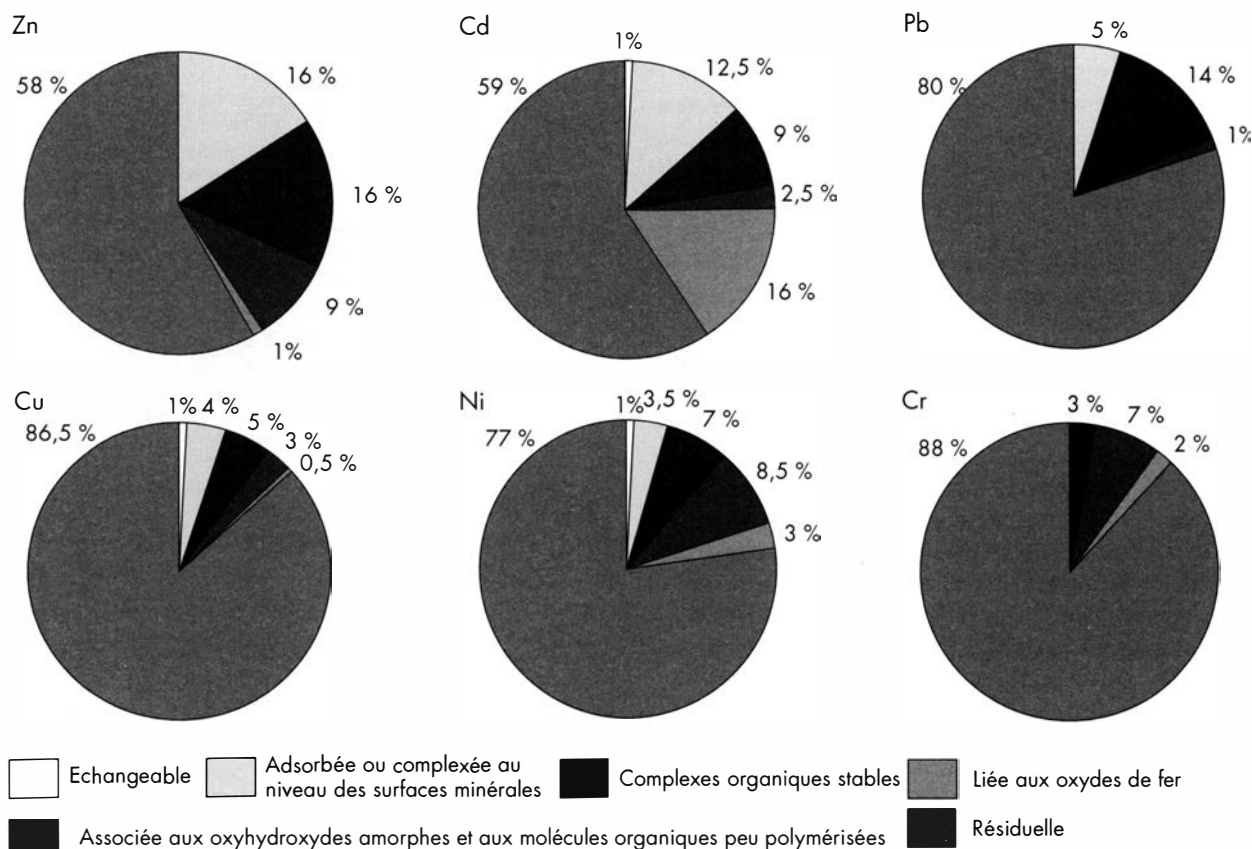 Zn
58 %
16 %
16 %
9 %
1%
Cd
1%
59 %
12,5 %
9 %
2,5 %
16 %
Pb
5 %
80 %
14 %
1%
Cu
86,5 %
1%
4 %
5 %
3 %
0,5 %
Ni
77 %
1%
3,5 %
7 %
8,5 %
3 %
Cr
88 %
3 %
7 %
2 %
Echangeable
Adsorbée ou complexée au
niveau des surfaces minérales
Complexes organiques stables
Liée aux oxydes de fer
Associée aux oxyhydroxydes amorphes et aux molécules organiques peu polymérisées
Résiduelle